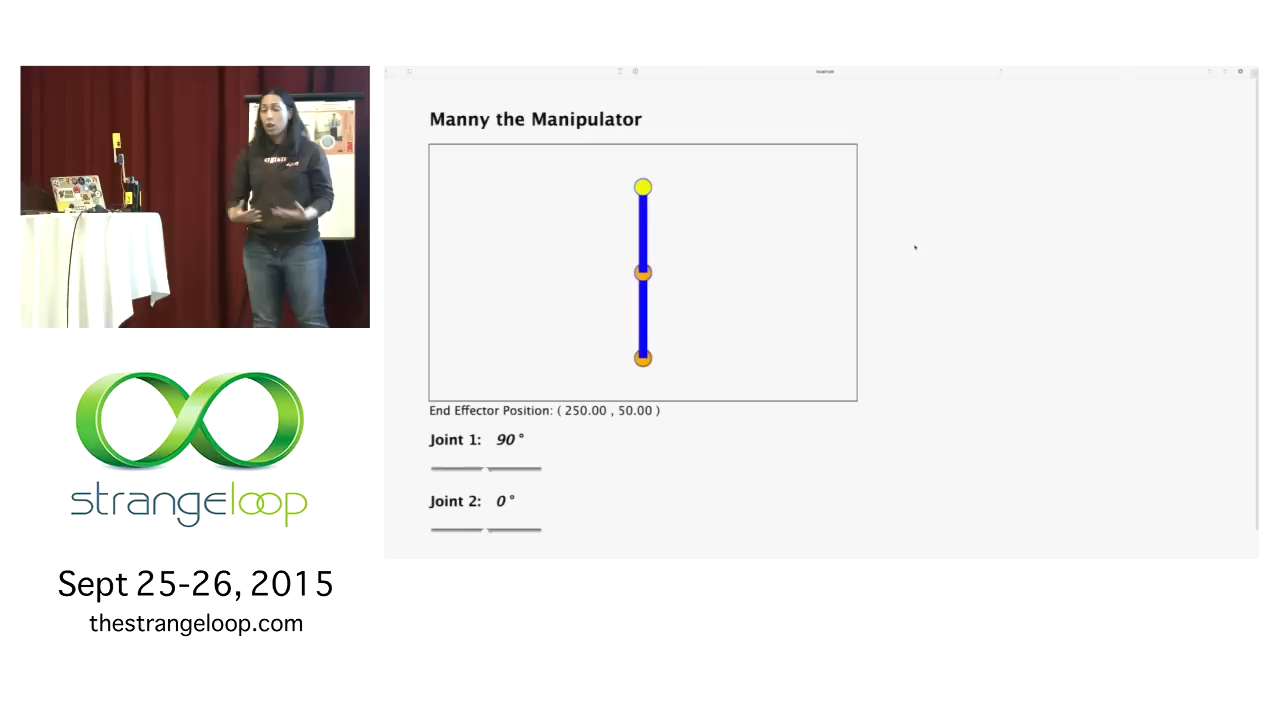 Manny the Manipulator
End Effector Position: ( 250.00 , 50.00 )
Joint 1: 90 °
Joint 2: 0 °
strangeloop
Sept 25-26, 2015
thestrangeloop.com